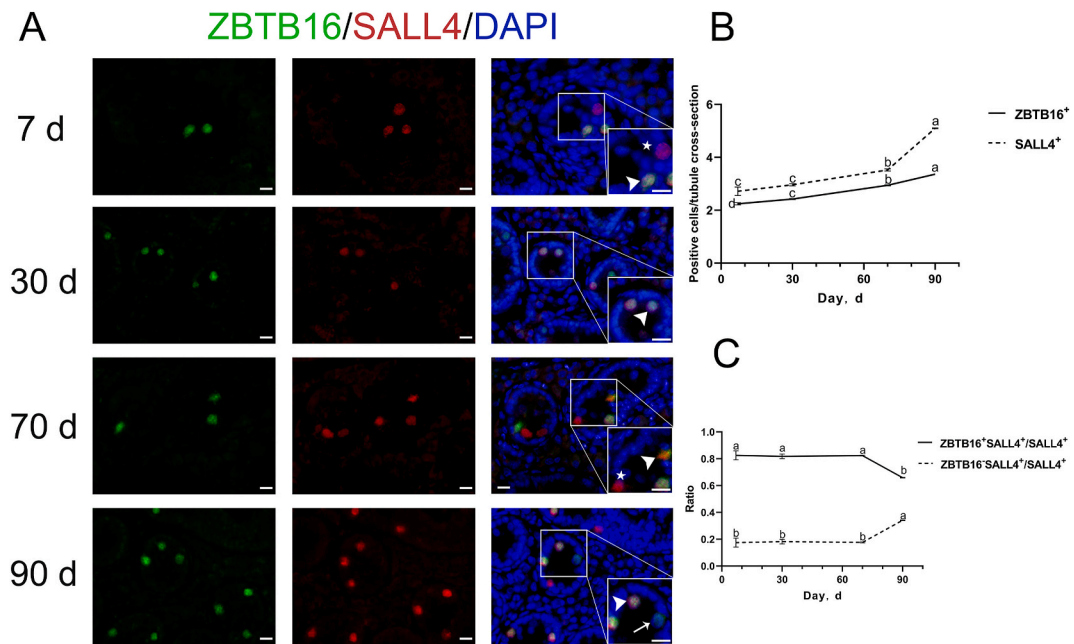 A
ZBTB16/SALL4/DAPI
7 d
30 d
70 d
90 d
B
Positive cells/tubule cross-section
6
4
2
0
0
30
60
90
Day, d
c
c
b
a
d
c
b
a
ZBTB16+
SALL4+
C
Ratio
1.0
0.8
0.6
0.4
0.2
0.0
0
30
60
90
Day, d
a
a
a
b
b
b
b
a
ZBTB16+SALL4+/SALL4+
ZBTB16-SALL4+/SALL4+